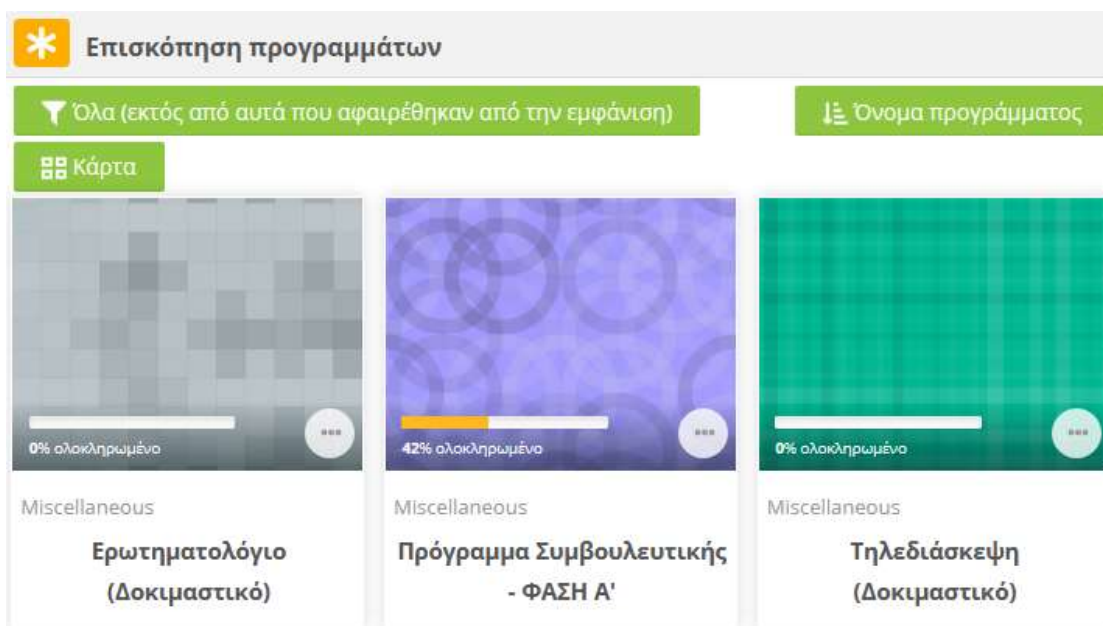 Επισκόπηση προγραμμάτων
Όλα (εκτός από αυτά που αφαιρέθηκαν από την εμφάνιση)
Όνομα προγράμματος
Κάρτα
0% ολοκληρωμένο
42% ολοκληρωμένο
0% ολοκληρωμένο
Miscellaneous
Miscellaneous
Miscellaneous
Ερωτηματολόγιο
(Δοκιμαστικό)
Πρόγραμμα Συμβουλευτικής
- ΦΑΣΗ Α'
Τηλεδιάσκεψη
(Δοκιμαστικό)